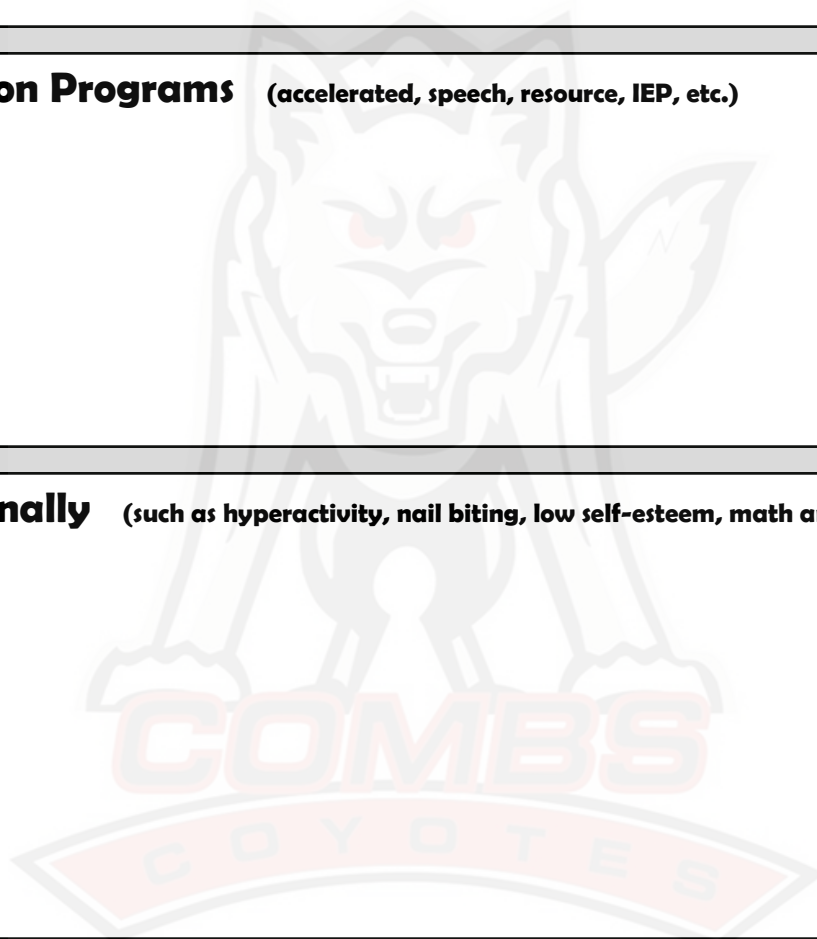 on Programs (accelerated, speech, resource, IEP, etc.)
nally (such as hyperactivity, nail biting, low self-esteem, math a
COMBS
COYOTES